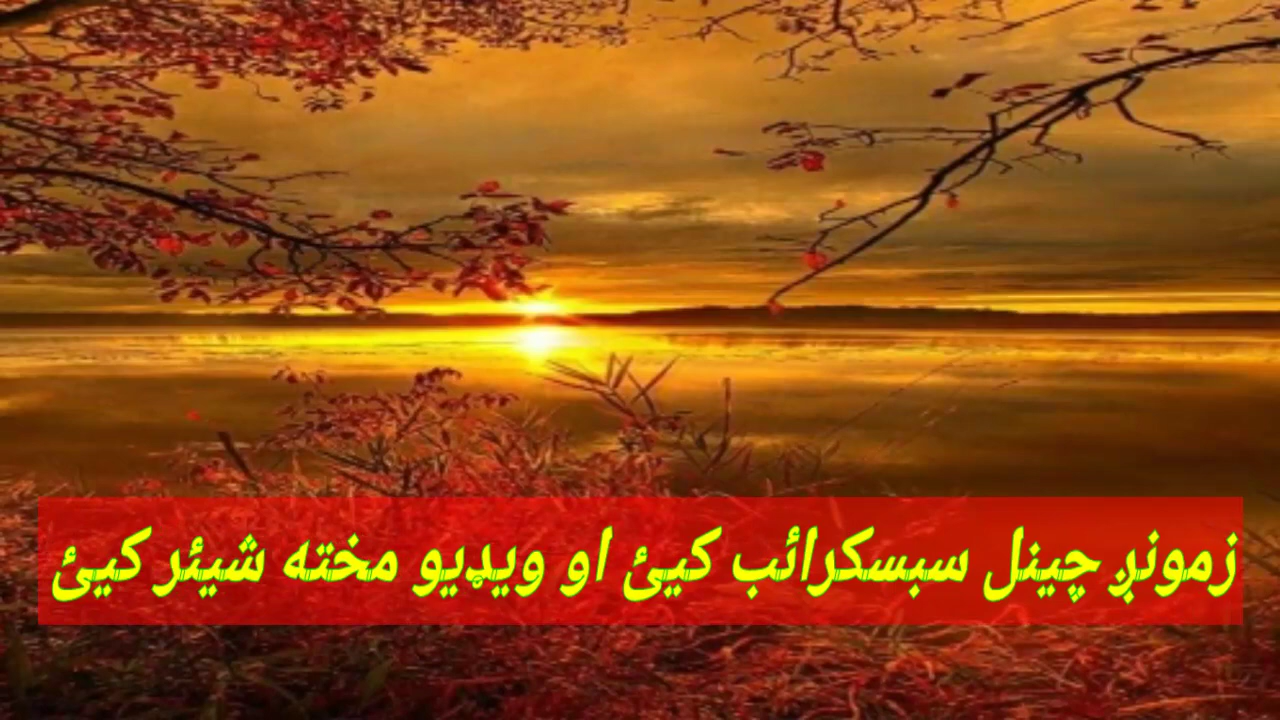 زمونږ چینل سبسکرائب کیئ او ویډیو مخته شیئر کیئ